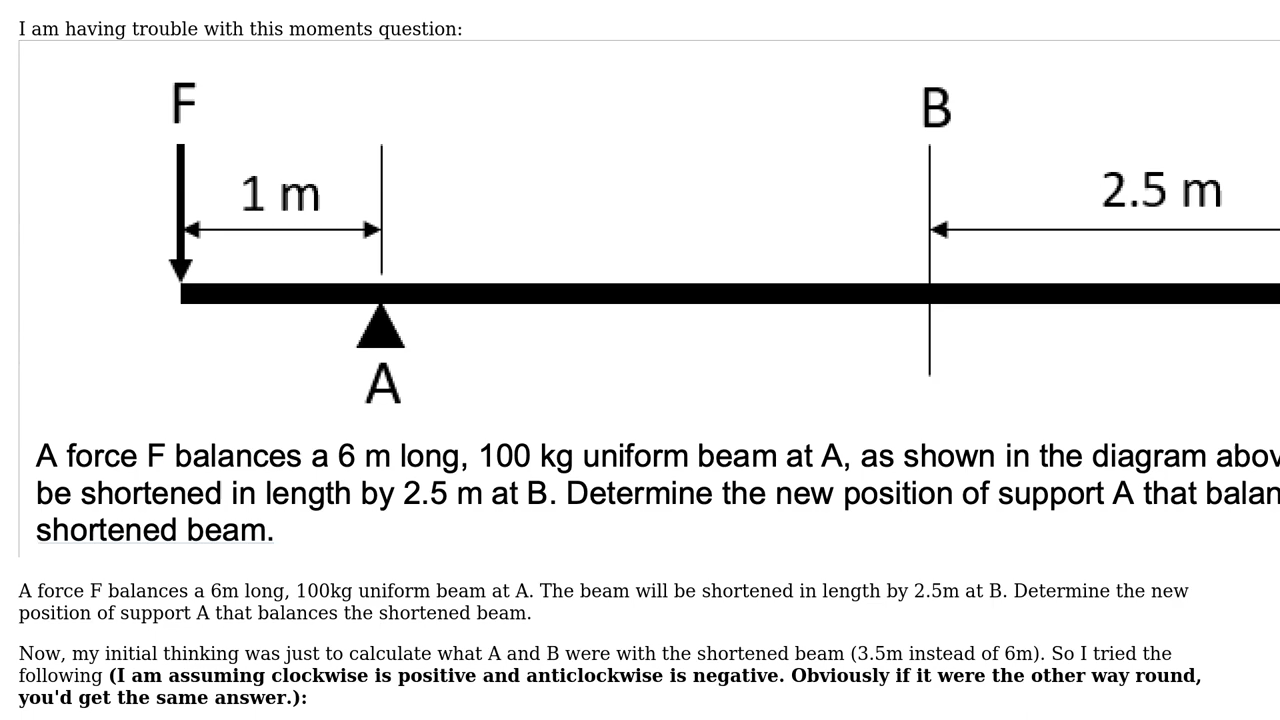 I am having trouble with this moments question:
F
B
1 m
2.5 m
A
A force F balances a 6 m long, 100 kg uniform beam at A, as shown in the diagram abov
be shortened in length by 2.5 m at B. Determine the new position of support A that balan
shortened beam.
A force F balances a 6m long, 100kg uniform beam at A. The beam will be shortened in length by 2.5m at B. Determine the new
position of support A that balances the shortened beam.
Now, my initial thinking was just to calculate what A and B were with the shortened beam (3.5m instead of 6m). So I tried the
following (I am assuming clockwise is positive and anticlockwise is negative. Obviously if it were the other way round,
you'd get the same answer.):